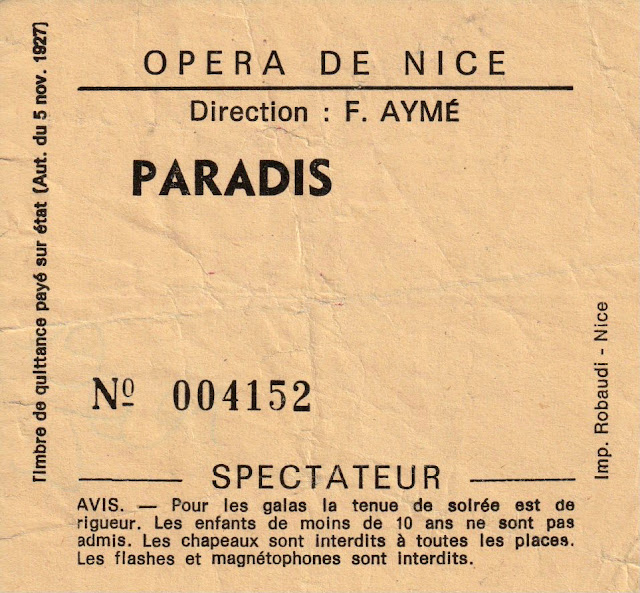 OPERA DE NICE
Direction : F. AYMÉ
PARADIS
Nº 004152
SPECTATEUR
AVIS. — Pour les galas la tenue de soirée est de
rigueur. Les enfants de moins de 10 ans ne sont pas
admis. Les chapeaux sont interdits à toutes les places.
Les flashes et magnétophones sont interdits.
Timbre de quittance payé sur état (Aut. du 5 nov. 1927)
Imp. Robaudi - Nice